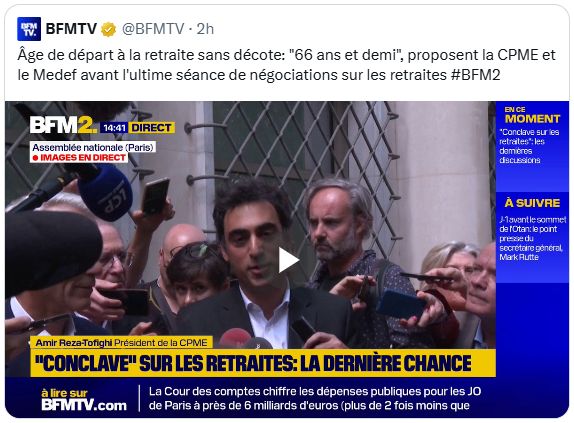 BFM
TV.
BFMTV @BFMTV · 2h
Âge de départ à la retraite sans décote: "66 ans et demi", proposent la CPME et
le Medef avant l'ultime séance de négociations sur les retraites #BFM2
BFM2. 14:41 DIRECT
Assemblée nationale (Paris)
IMAGES EN DIRECT
LCP
EN CE
MOMENT
"Conclave sur les
retraites": les
dernières
discussions
À SUIVRE
J-1 avant le sommet
de l'Otan: le point
presse du
secrétaire général,
Mark Rutte
Amir Reza-Tofighi Président de la CPME
"CONCLAVE" SUR LES RETRAITES: LA DERNIÈRE CHANCE
à lire sur
BFMTV.com
La Cour des comptes chiffre les dépenses publiques pour les JO
de Paris à près de 6 milliards d'euros (plus de 2 fois moins que